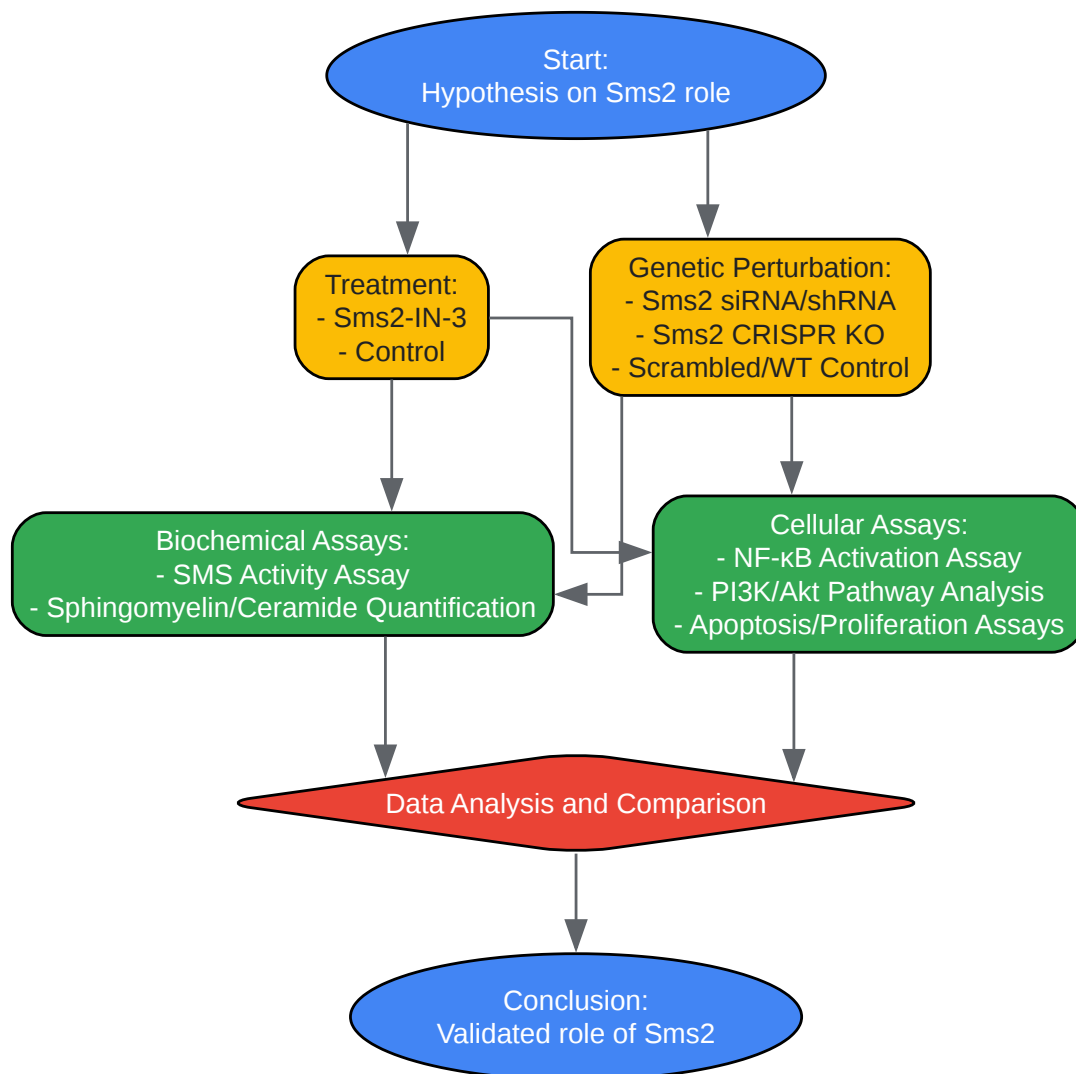 Start:
Hypothesis on Sms2 role
Treatment:
- Sms2-IN-3
- Control
Genetic Perturbation:
- Sms2 siRNA/shRNA
- Sms2 CRISPR KO
- Scrambled/WT Control
Biochemical Assays:
- SMS Activity Assay
- Sphingomyelin/Ceramide Quantification
Cellular Assays:
- NF-κB Activation Assay
- PI3K/Akt Pathway Analysis
- Apoptosis/Proliferation Assays
Data Analysis and Comparison
Conclusion:
Validated role of Sms2